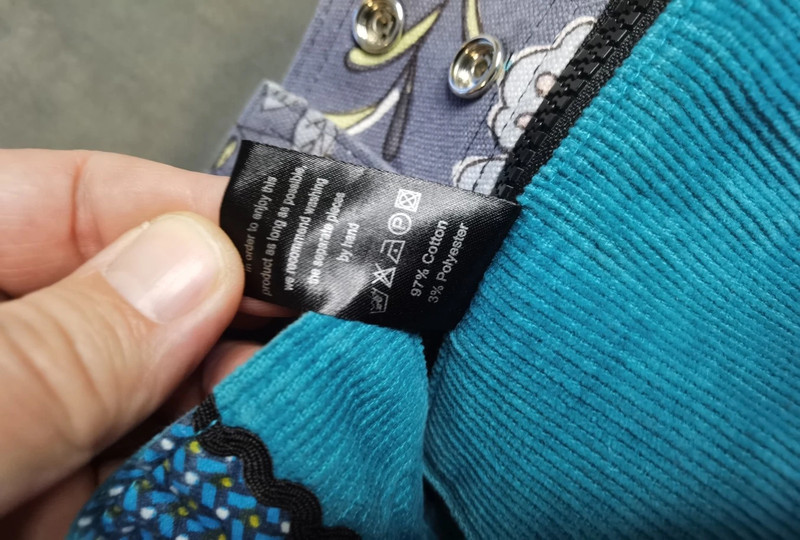 In order to enjoy this
product as long as possible,
we recommend washing
the separate pieces
by hand
P
97% Cotton
3% Polyester